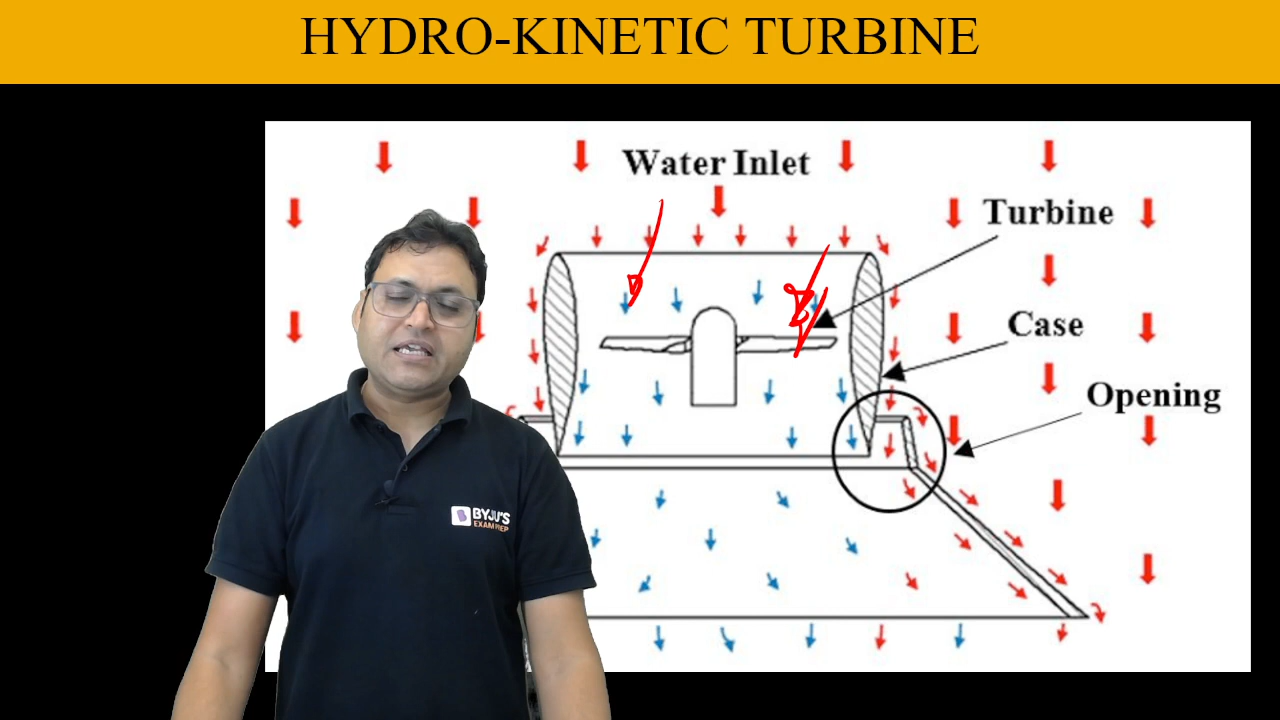 HYDRO-KINETIC TURBINE
Water Inlet
Turbine
Case
Opening
BYJU'S
EXAM PREP